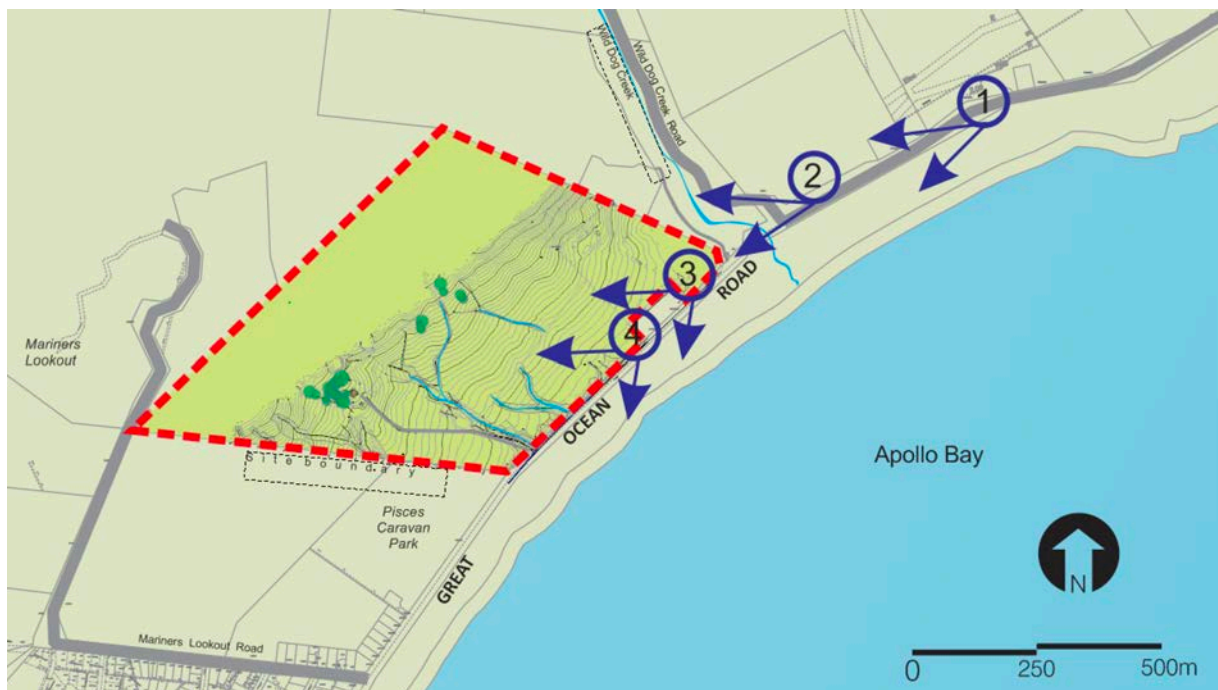 Wild Dog Creek
Wild Dog Creek Road
1
2
3
4
ROAD
OCEAN
GREAT
Mariners
Lookout
Site boundary
Pisces
Caravan
Park
Apollo Bay
Mariners Lookout Road
N
0
250
500m